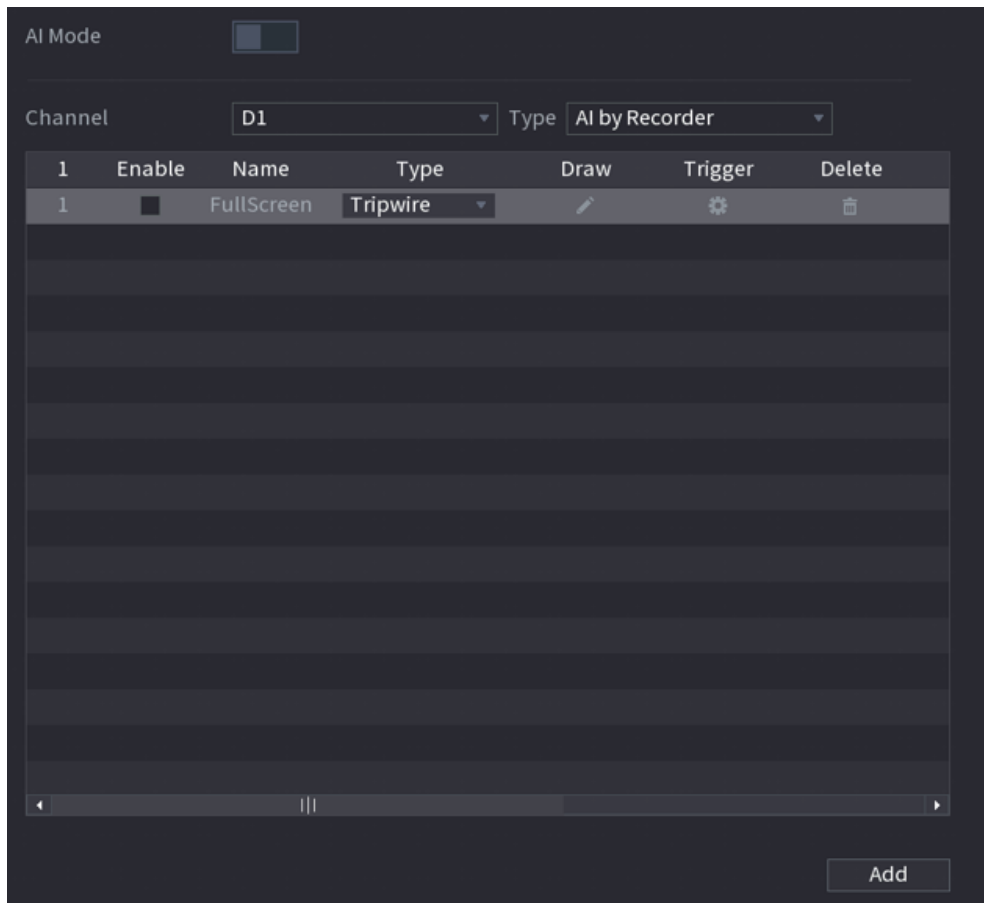 AI Mode
Channel D1 Type AI by Recorder
1 Enable Name Type Draw Trigger Delete
1 FullScreen Tripwire
Add